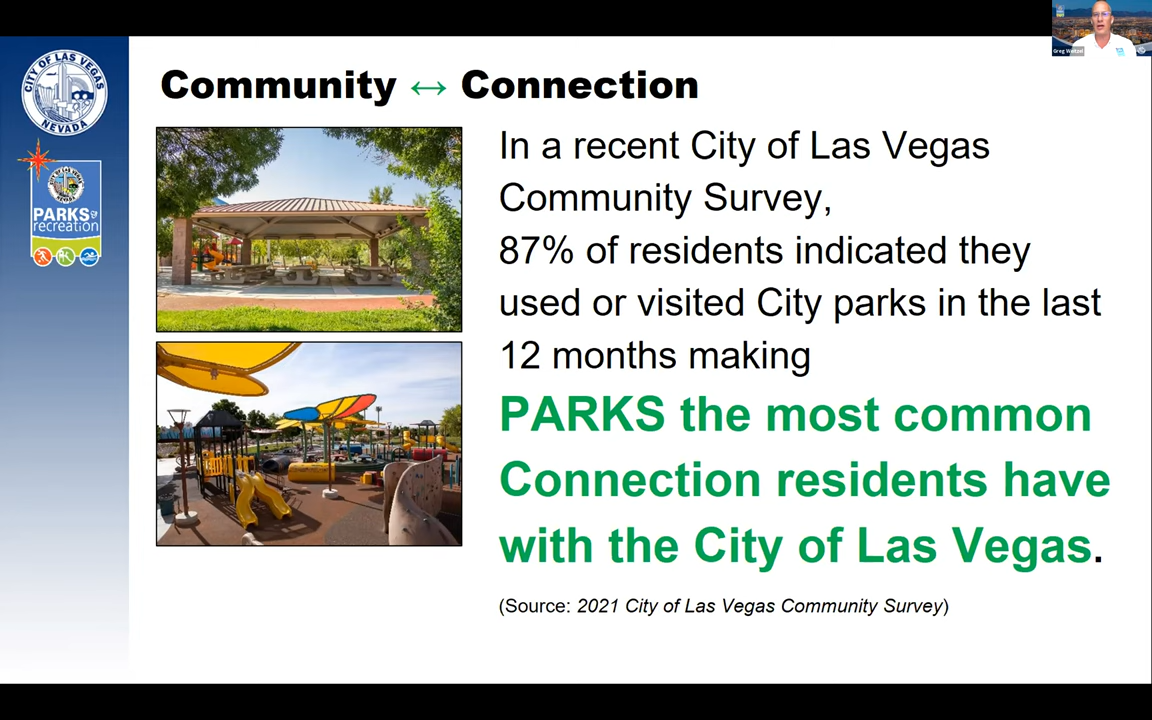 Greg Weitzel
CITY OF LAS VEGAS
NEVADA
PARKS &
recreation
Community ↔ Connection
In a recent City of Las Vegas
Community Survey,
87% of residents indicated they
used or visited City parks in the last
12 months making
PARKS the most common
Connection residents have
with the City of Las Vegas.
(Source: 2021 City of Las Vegas Community Survey)